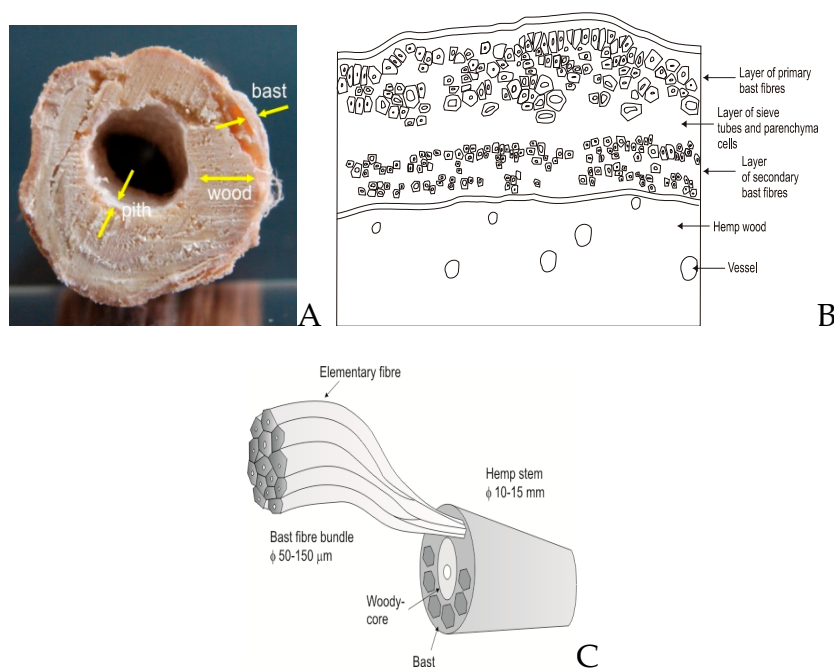 bast
wood
pith
A
Layer of primary
bast fibres
Layer of sieve
tubes and parenchyma
cells
Layer
of secondary
bast fibres
Hemp wood
Vessel
B
Elementary fibre
Hemp stem
ϕ 10-15 mm
Bast fibre bundle
ϕ 50-150 μm
Woody-
core
Bast
C